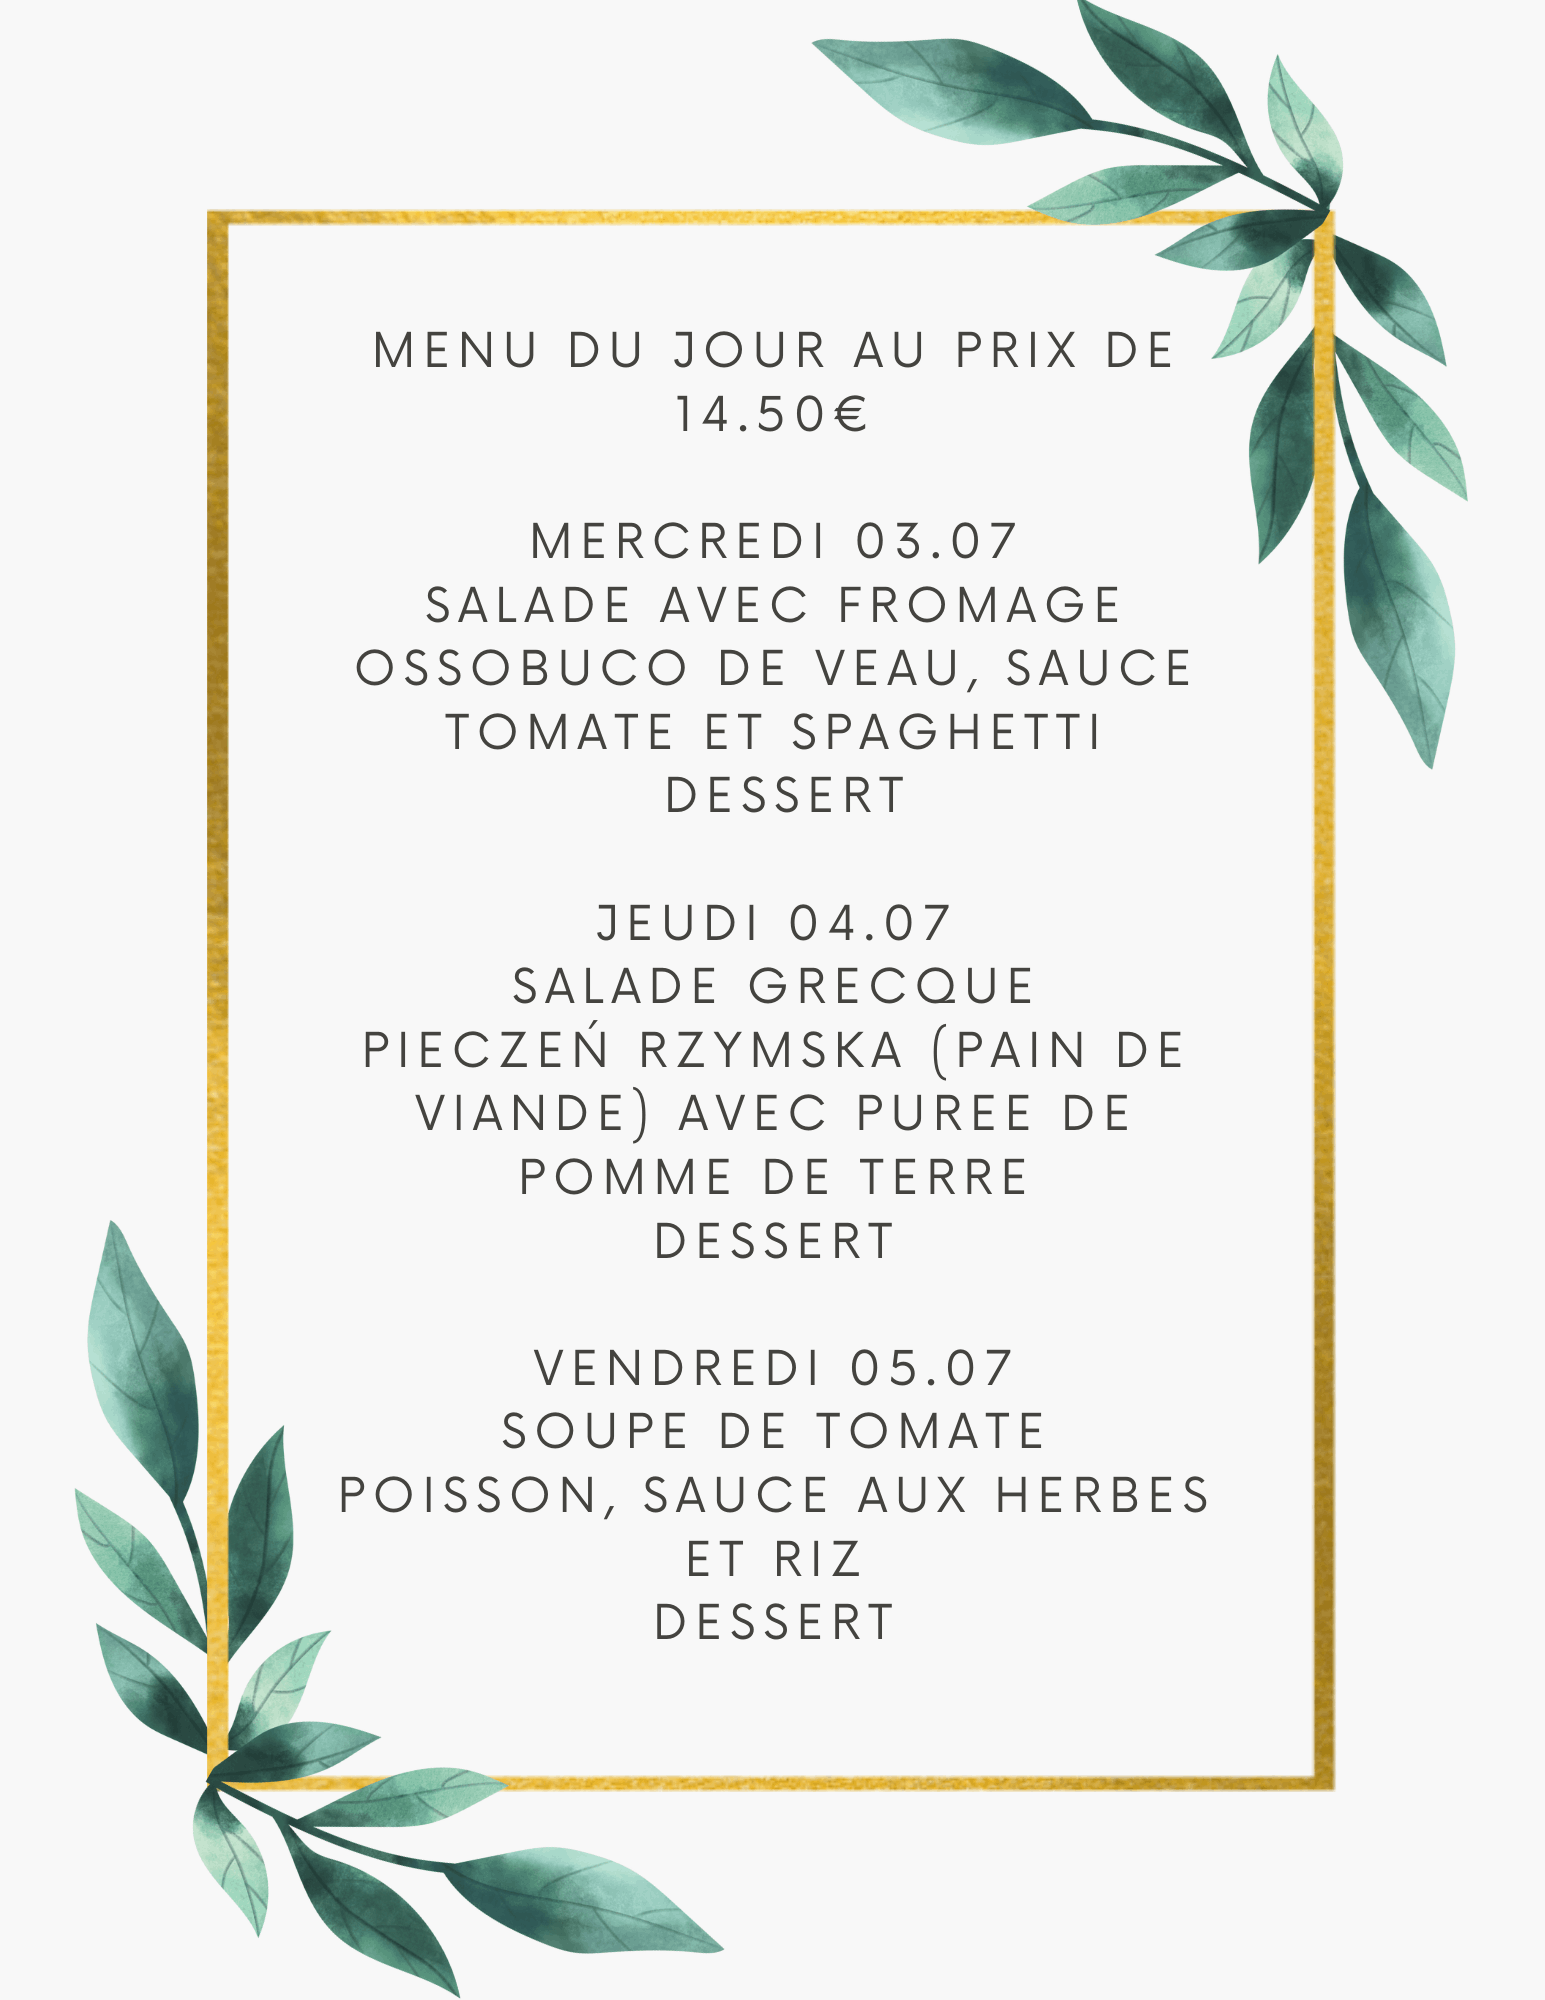 MENU DU JOUR AU PRIX DE
14.50€
MERCREDI 03.07
SALADE AVEC FROMAGE
OSSOBUCO DE VEAU, SAUCE
TOMATE ET SPAGHETTI
DESSERT
JEUDI 04.07
SALADE GRECQUE
PIECZEŃ RZYMSKA (PAIN DE
VIANDE) AVEC PUREE DE
POMME DE TERRE
DESSERT
VENDREDI 05.07
SOUPE DE TOMATE
POISSON, SAUCE AUX HERBES
ET RIZ
DESSERT